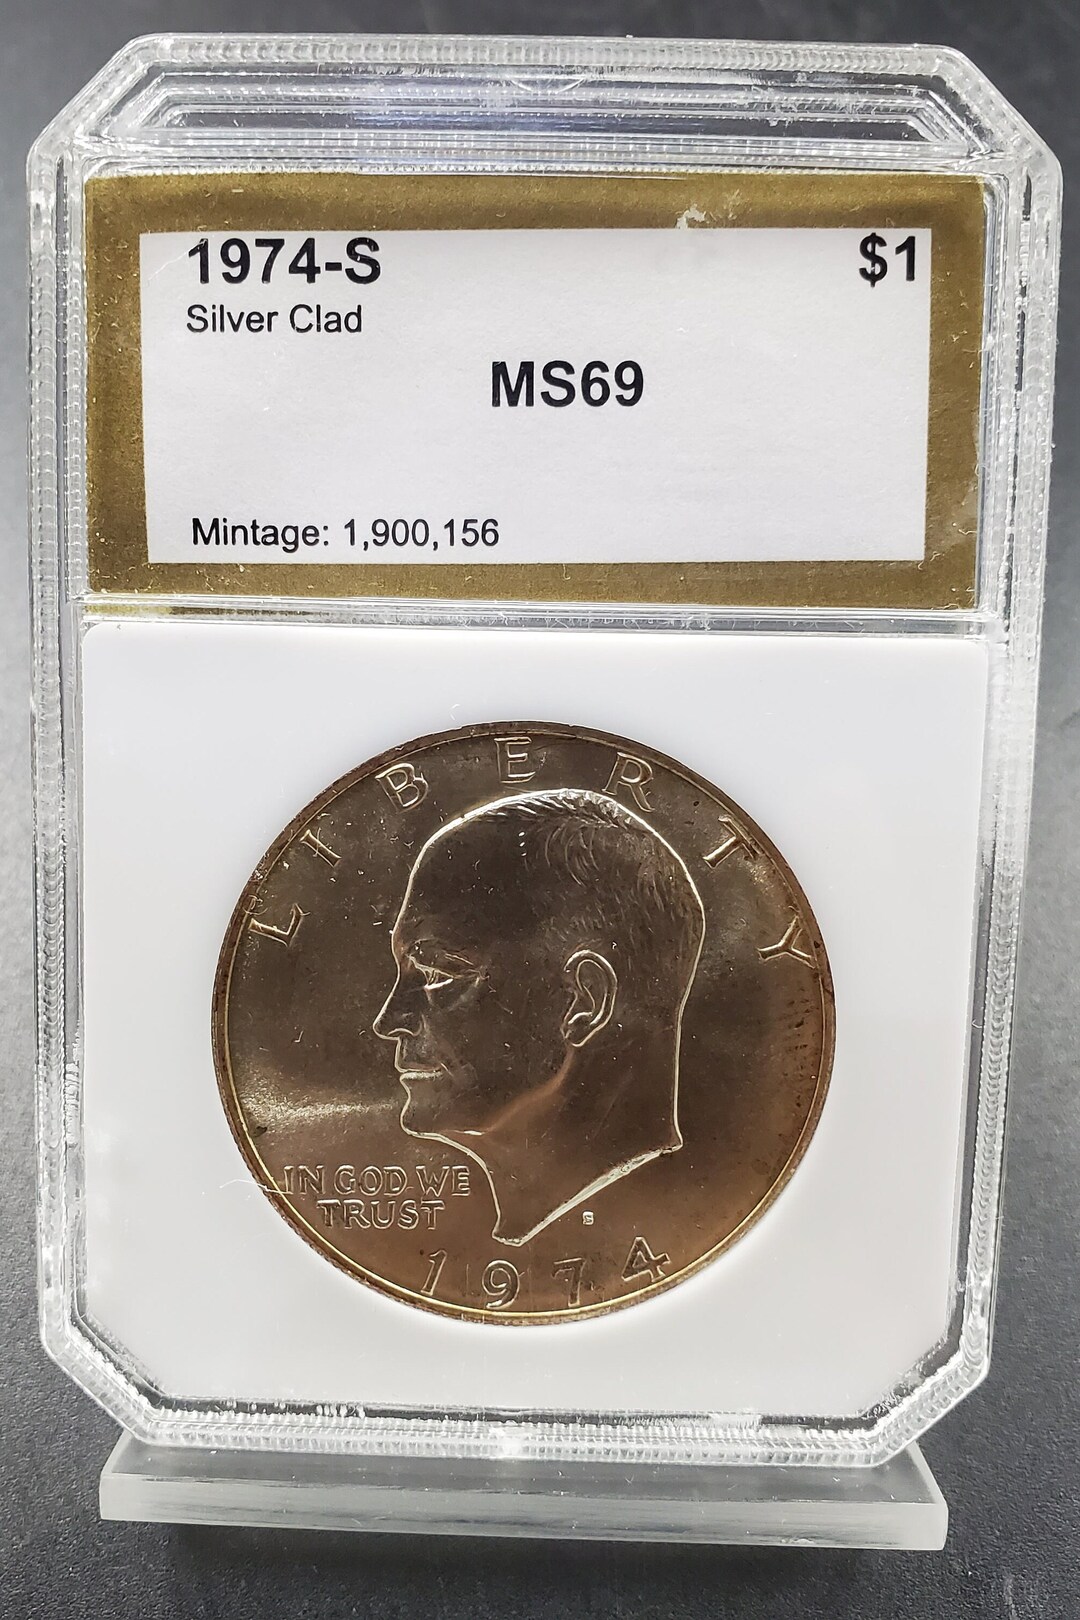 1974-S $1
Silver Clad
MS69
Mintage: 1,900,156
LIBERTY
IN GOD WE
TRUST
S
1974